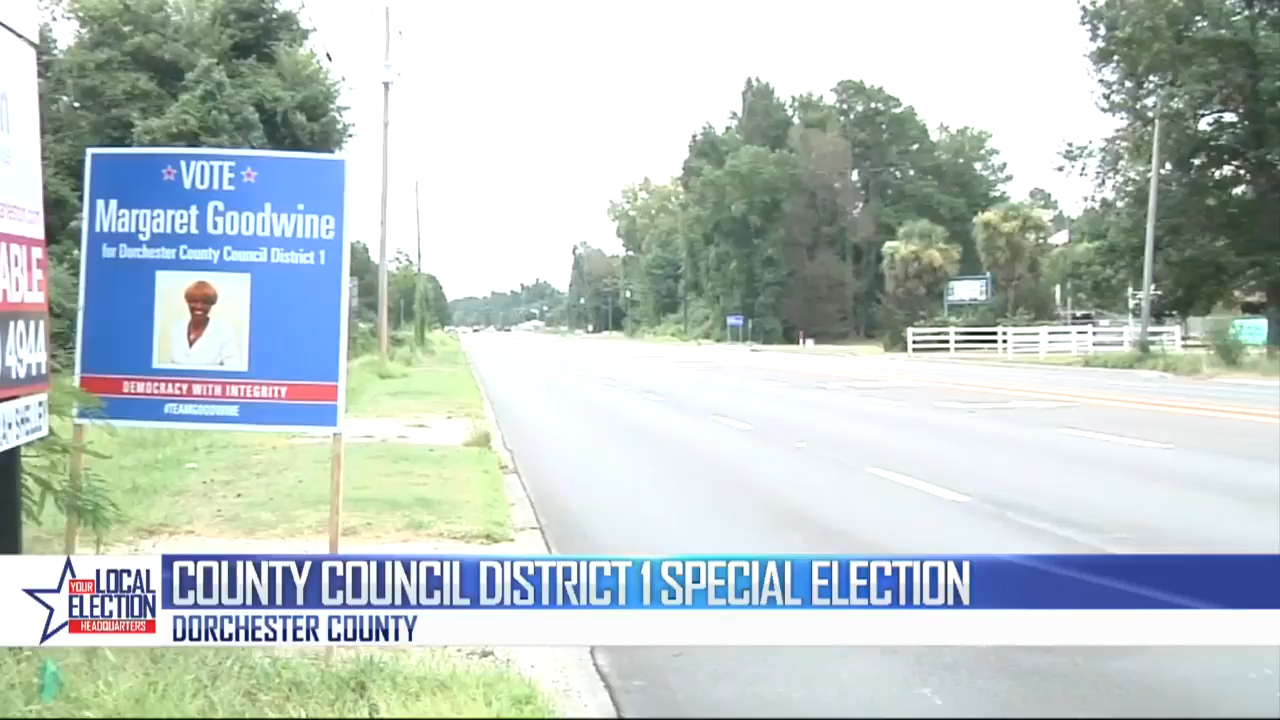 VOTE
Margaret Goodwine
for Dorchester County Council District 1
DEMOCRACY WITH INTEGRITY
#TEAMGOODWINE
ABLE
4944
YOUR
LOCAL
ELECTION
HEADQUARTERS
COUNTY COUNCIL DISTRICT 1 SPECIAL ELECTION
DORCHESTER COUNTY